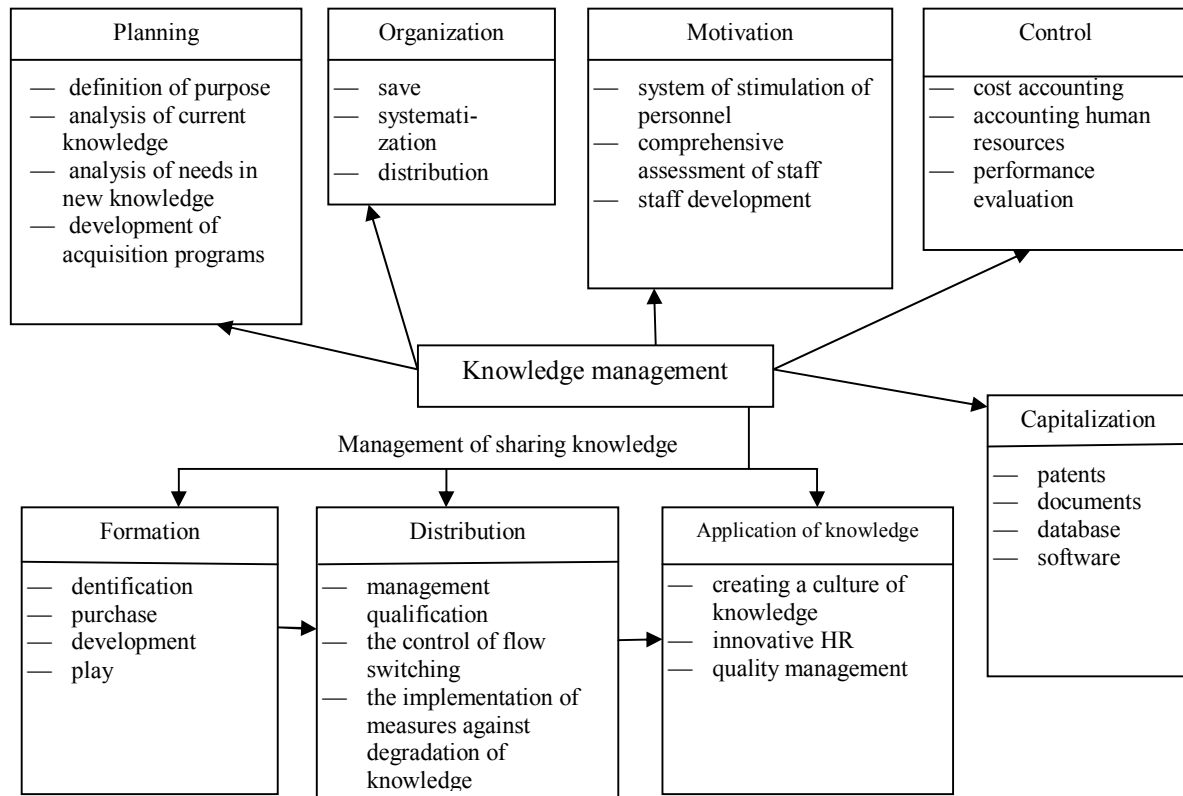 Planning
— definition of purpose
— analysis of current
knowledge
— analysis of needs in
new knowledge
— development of
acquisition programs
Organization
— save
— systemati-
zation
— distribution
Motivation
— system of stimulation of
personnel
— comprehensive
assessment of staff
— staff development
Control
— cost accounting
— accounting human
resources
— performance
evaluation
Knowledge management
Capitalization
— patents
— documents
— database
— software
Management of sharing knowledge
Formation
— dentification
— purchase
— development
— play
Distribution
— management
qualification
— the control of flow
switching
— the implementation of
measures against
degradation of
knowledge
Application of knowledge
— creating a culture of
knowledge
— innovative HR
— quality management